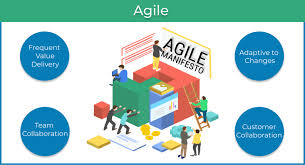 Agile
Frequent
Value
Delivery
Adaptive to
Changes
AGILE
MANIFESTO
Team
Collaboration
Customer
Collaboration